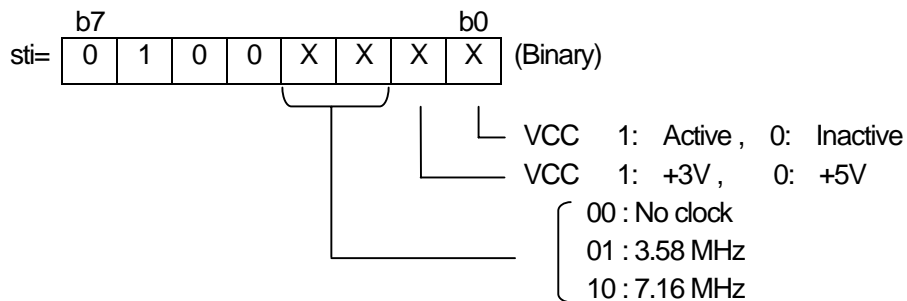 b7 b0
sti= 0 1 0 0 X X X X (Binary)
VCC 1: Active , 0: Inactive
VCC 1: +3V , 0: +5V
00 : No clock
01 : 3.58 MHz
10 : 7.16 MHz